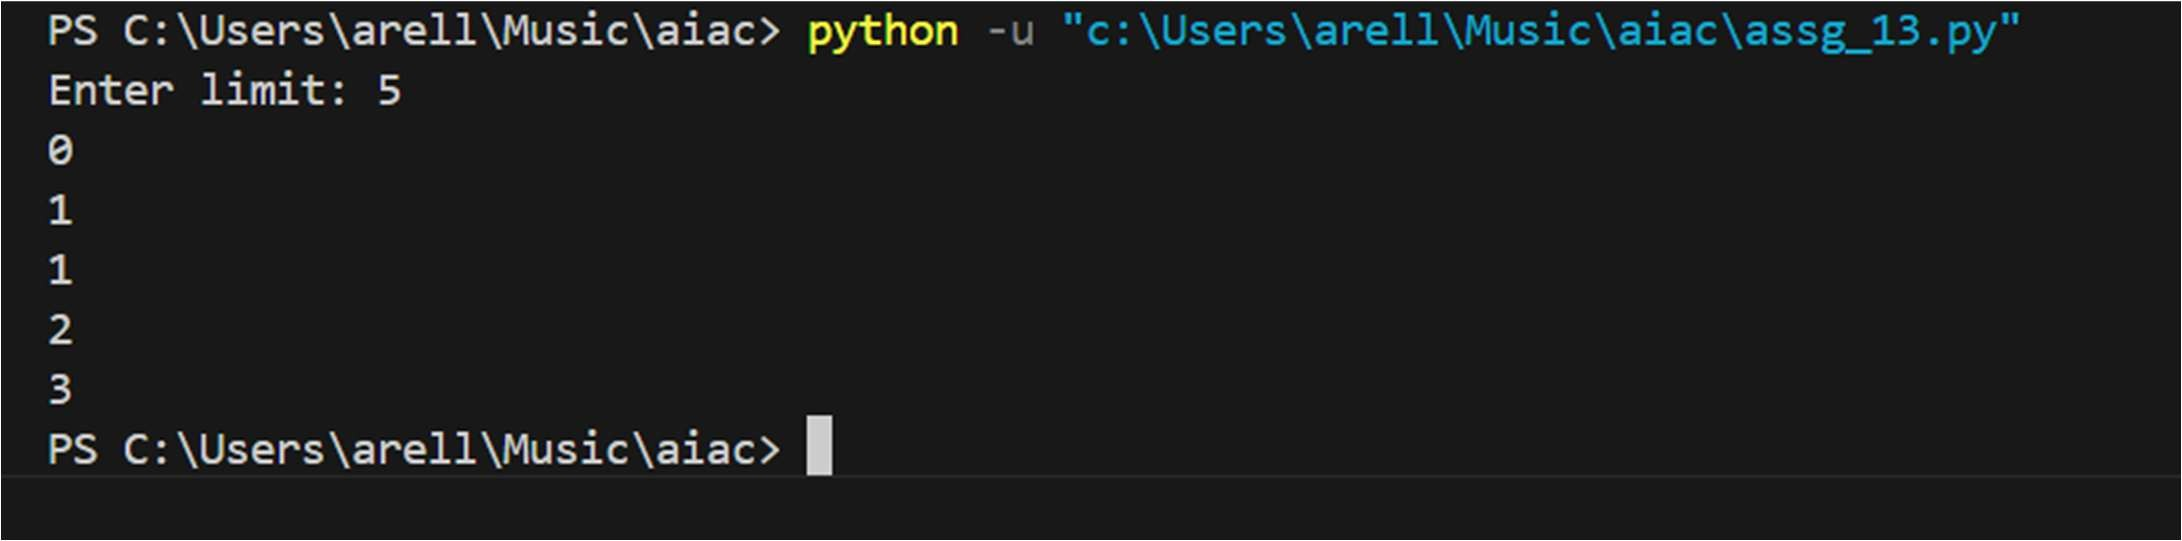 PS C:\Users\arell\Music\aiac> python -u "c:\Users\arell\Music\aiac\assg_13.py"
Enter limit: 5
0
1
1
2
3
PS C:\Users\arell\Music\aiac>